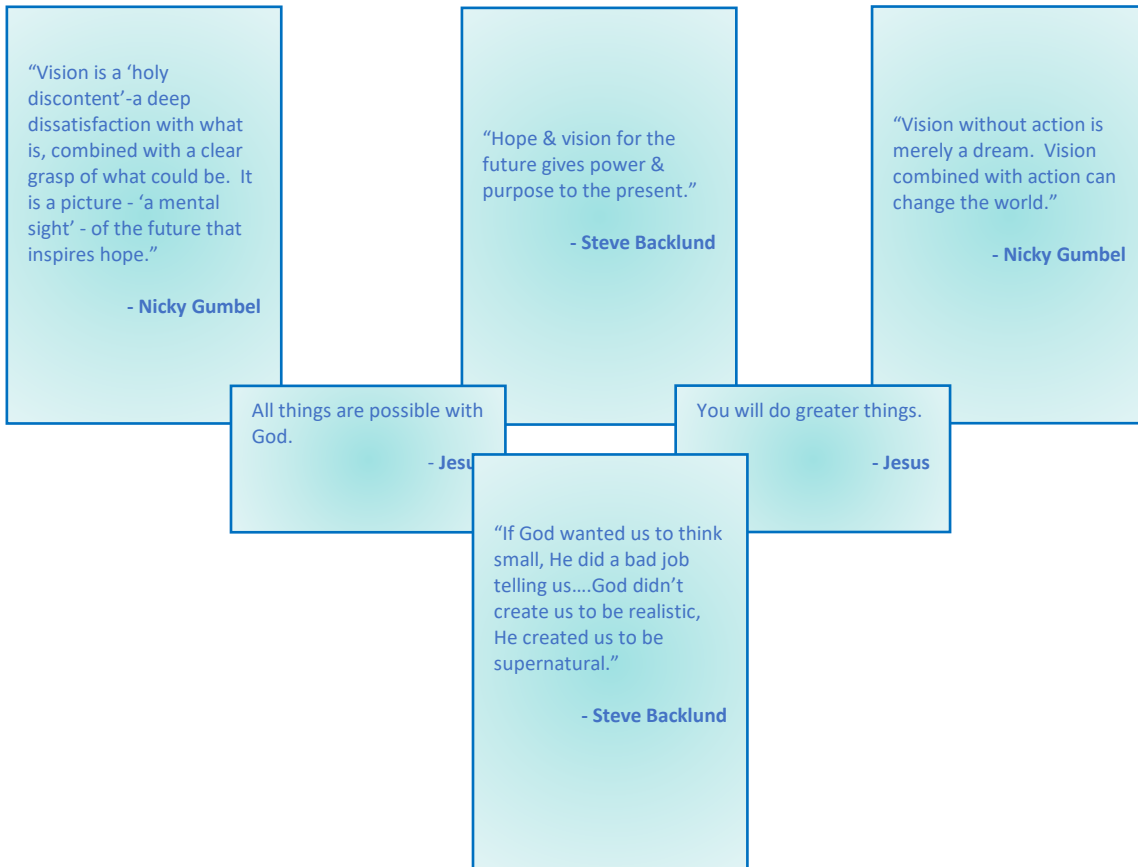 “Vision is a ‘holy
discontent’-a deep
dissatisfaction with what
is, combined with a clear
grasp of what could be.  It
is a picture - ‘a mental
sight’ - of the future that
inspires hope.”
- Nicky Gumbel
“Hope & vision for the
future gives power &
purpose to the present.”
- Steve Backlund
“Vision without action is
merely a dream.  Vision
combined with action can
change the world.”
- Nicky Gumbel
All things are possible with
God.
- Jesu
You will do greater things.
- Jesus
“If God wanted us to think
small, He did a bad job
telling us....God didn’t
create us to be realistic,
He created us to be
supernatural.”
- Steve Backlund